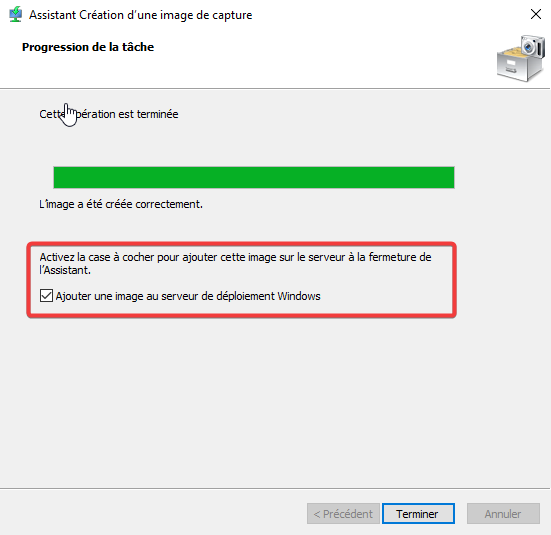 Assistant Création d'une image de capture
Progression de la tâche
Cette opération est terminée
L'image a été créée correctement.
Activez la case à cocher pour ajouter cette image sur le serveur à la fermeture de
l'Assistant.
Ajouter une image au serveur de déploiement Windows
< Précédent
Terminer
Annuler